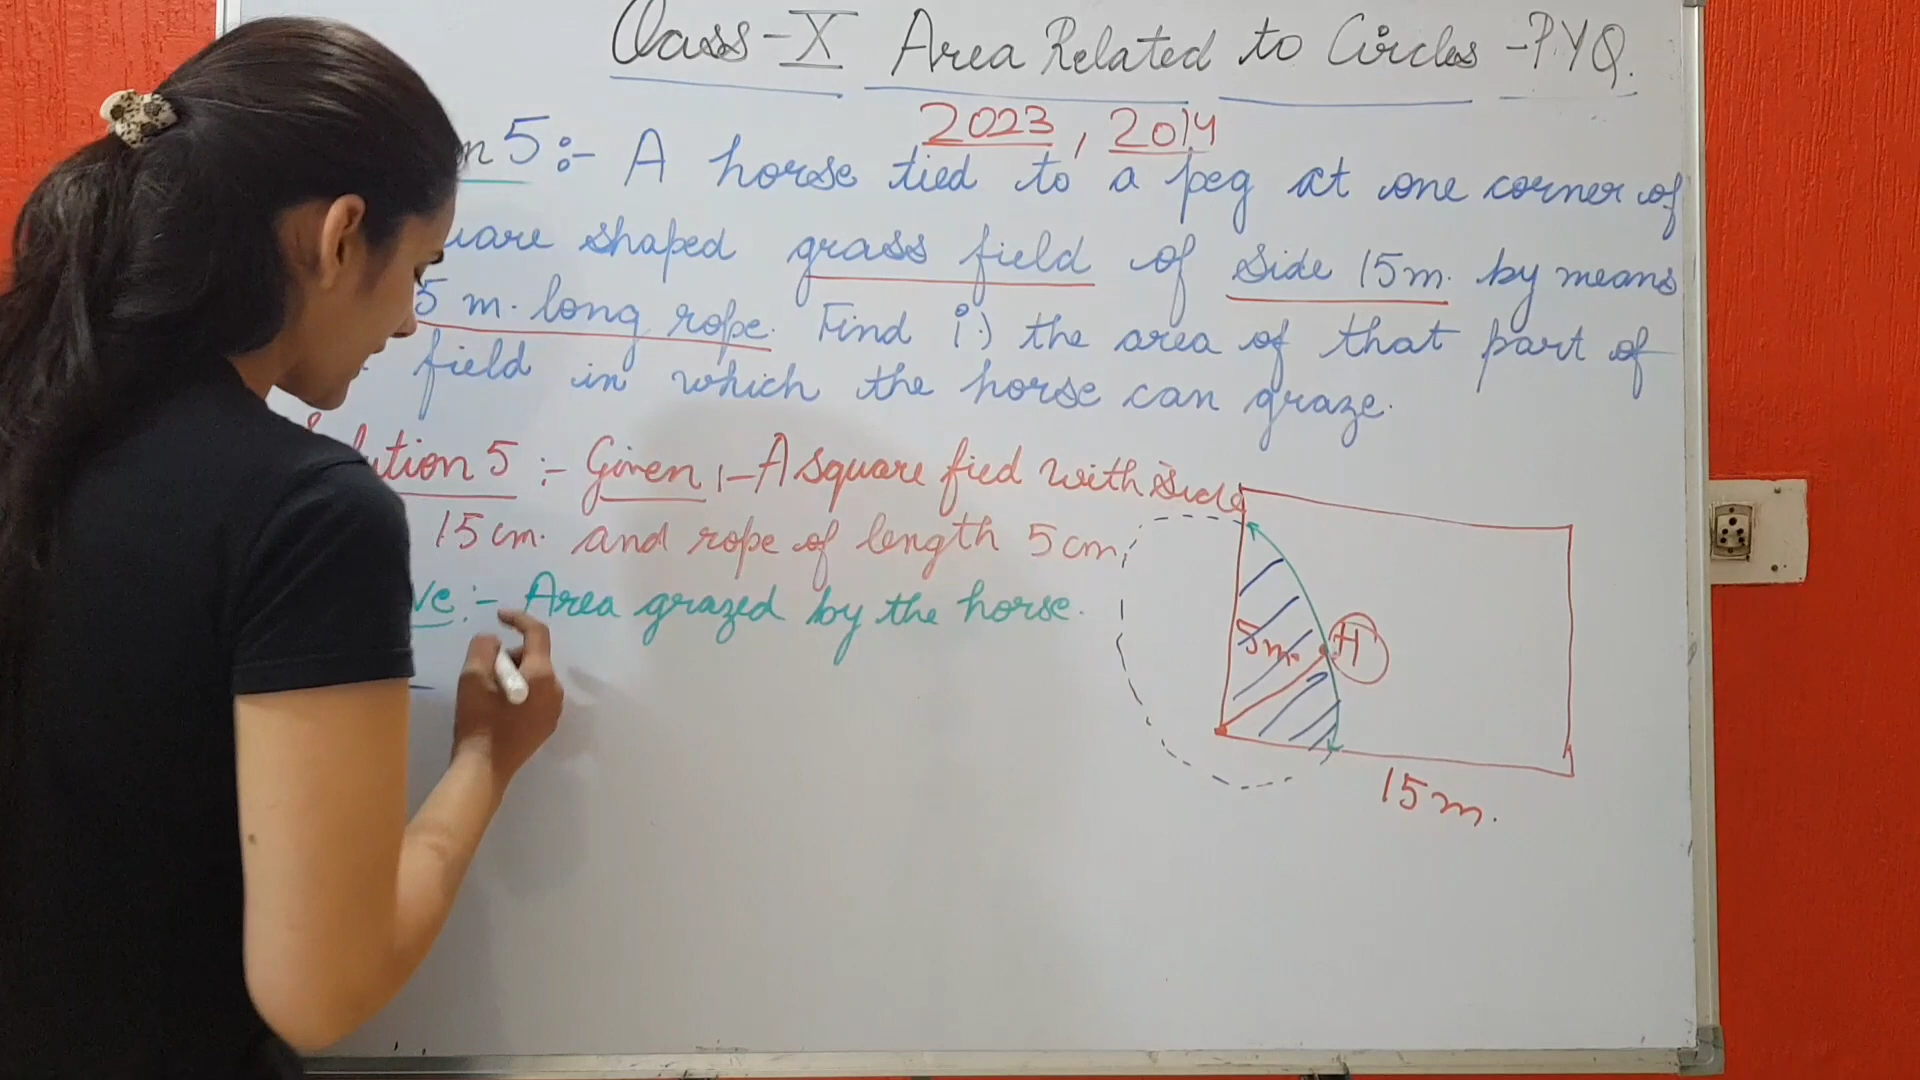 Class-X Area Related to Circles -PYQ.
2023, 2014
n 5:- A horse tied to a peg at one corner of
uare shaped grass field of side 15m. by means
5 m. long rope. Find i.) the area of that part of
field in which the horse can graze.
lution 5 :- Given :- A square fied with side
15 cm. and rope of length 5 cm.
ve :- Area grazed by the horse.
5m.
H
15 m.